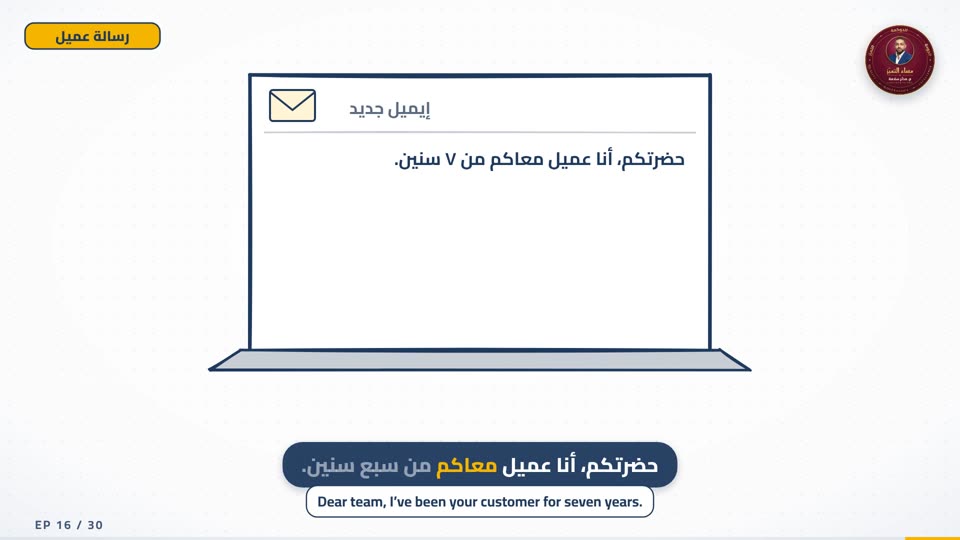 رسالة عميل
إيميل جديد
حضرتكم، أنا عميل معاكم من ٧ سنين.
حضرتكم، أنا عميل معاكم من سبع سنين.
Dear team, I've been your customer for seven years.
EP 16 / 30